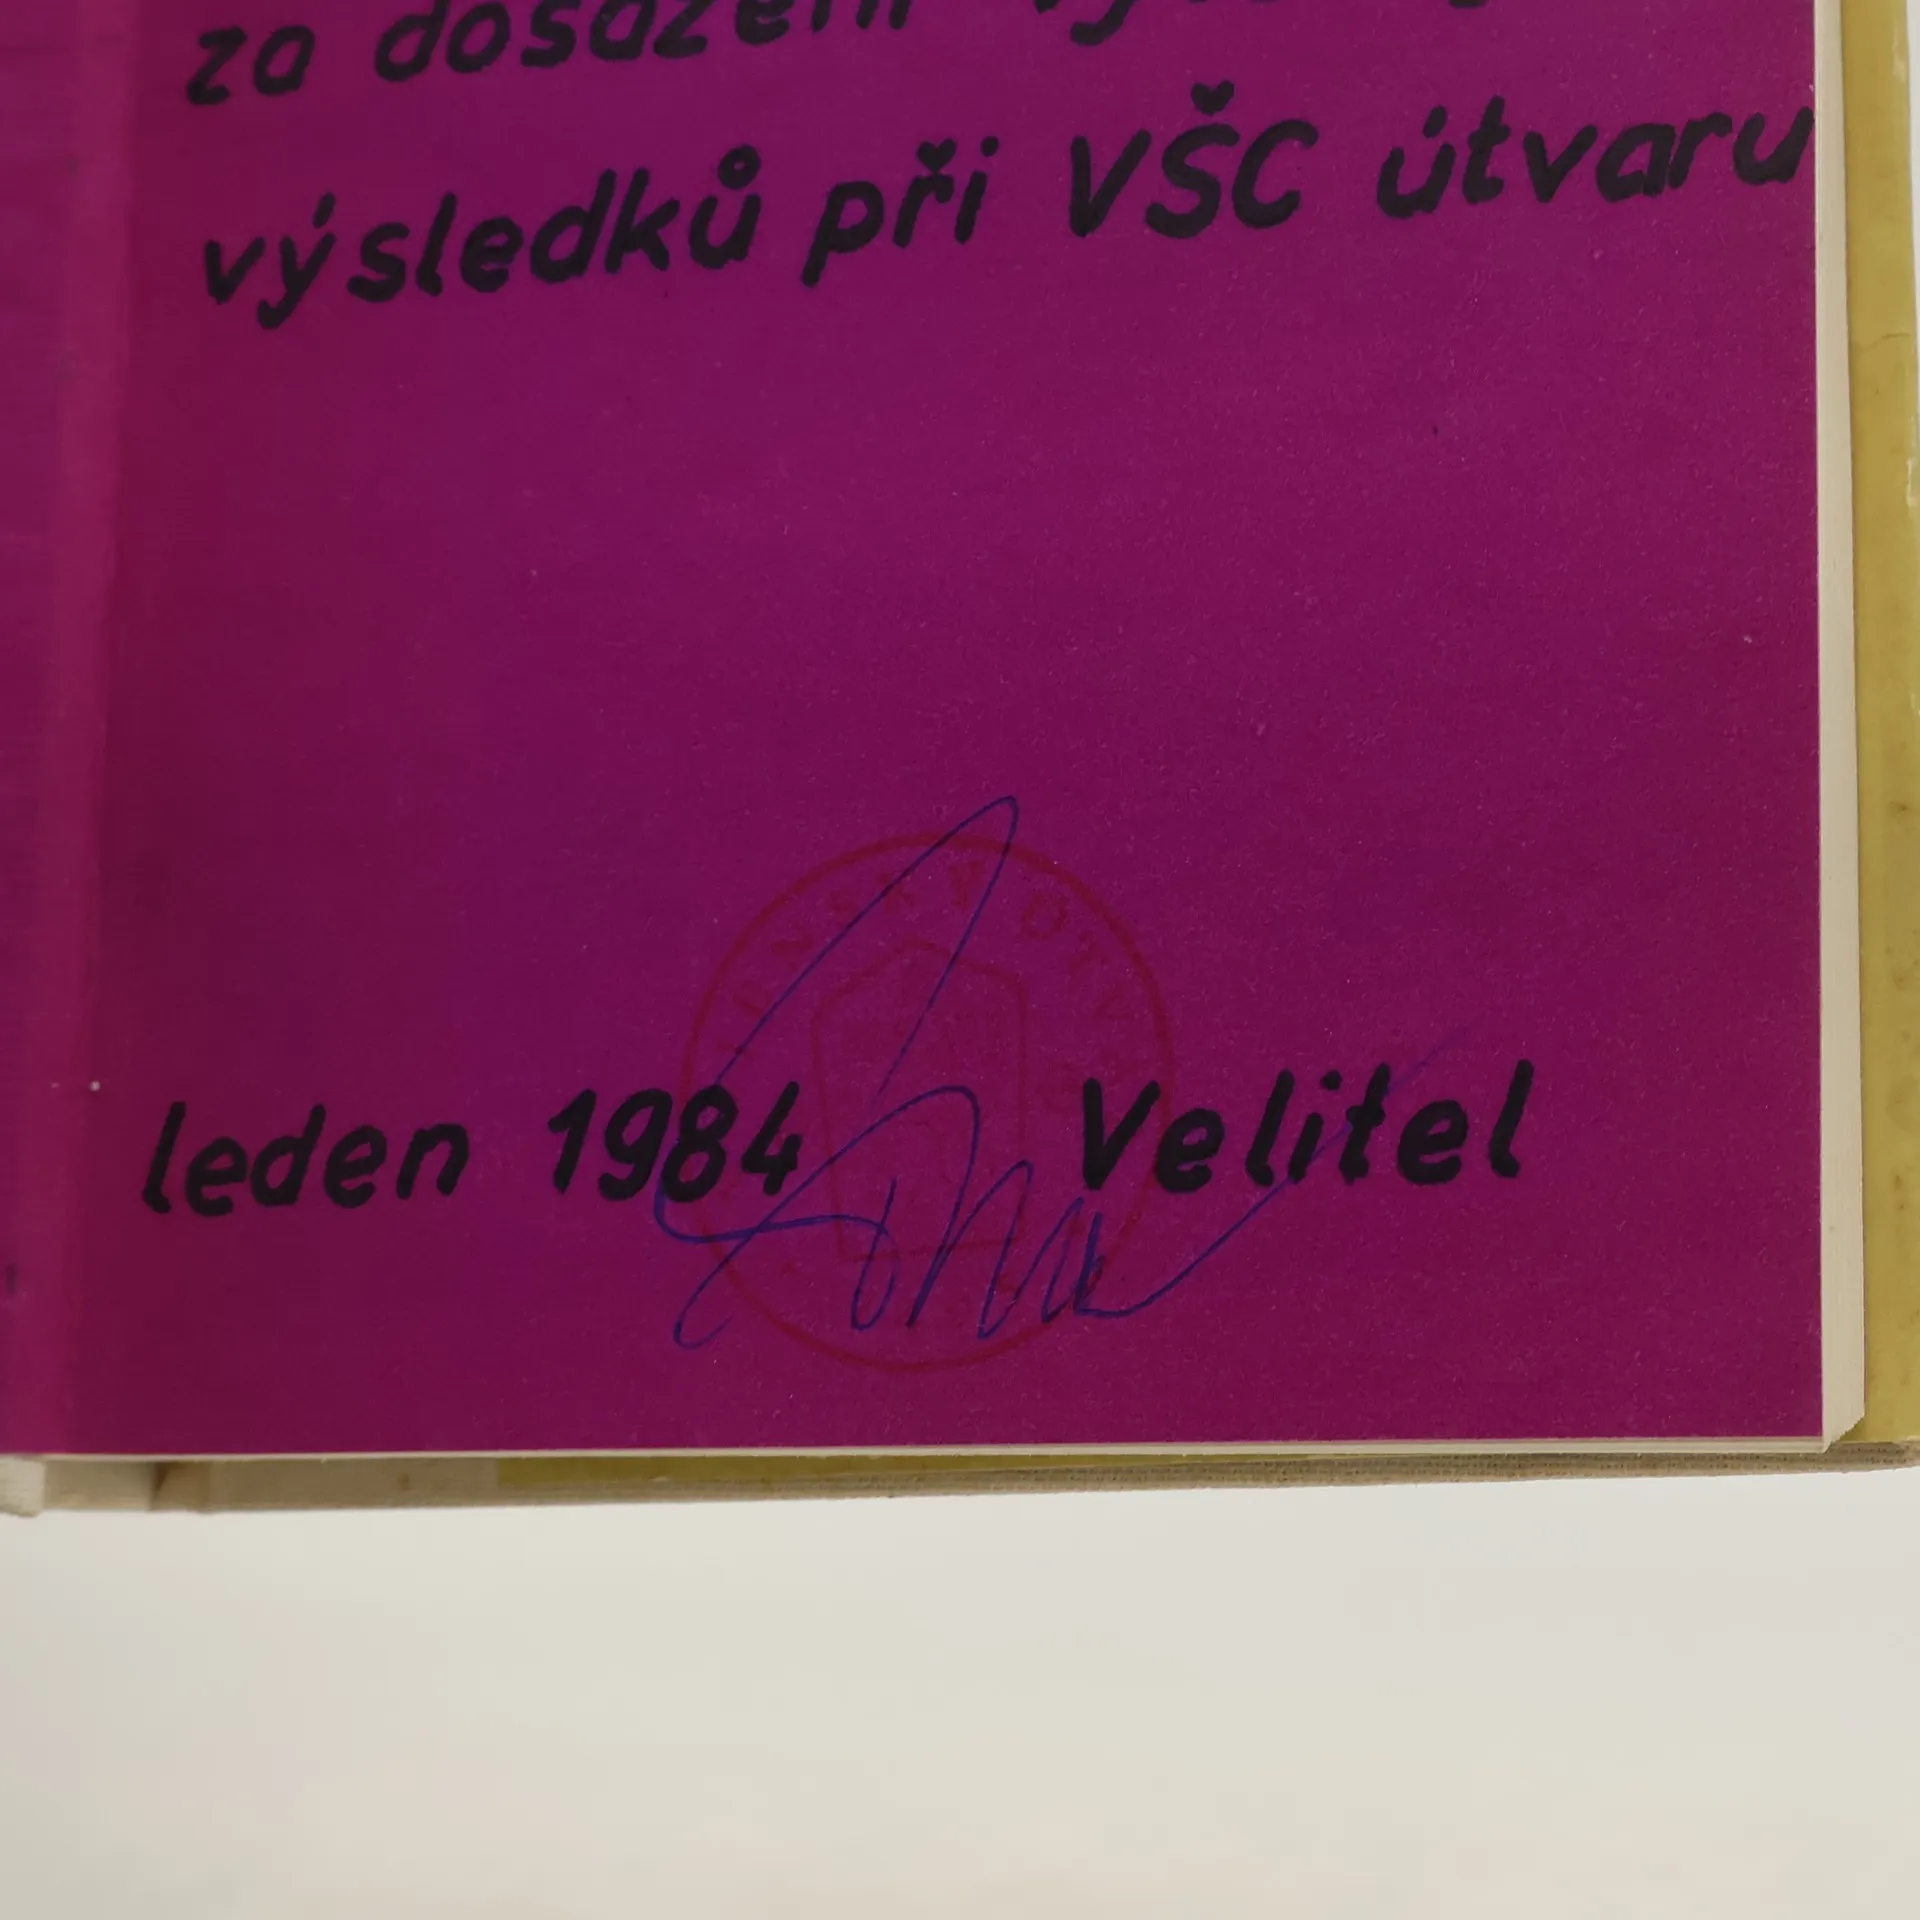 za dosažení
výsledků při VŠC útvaru
leden 1984 Velitel